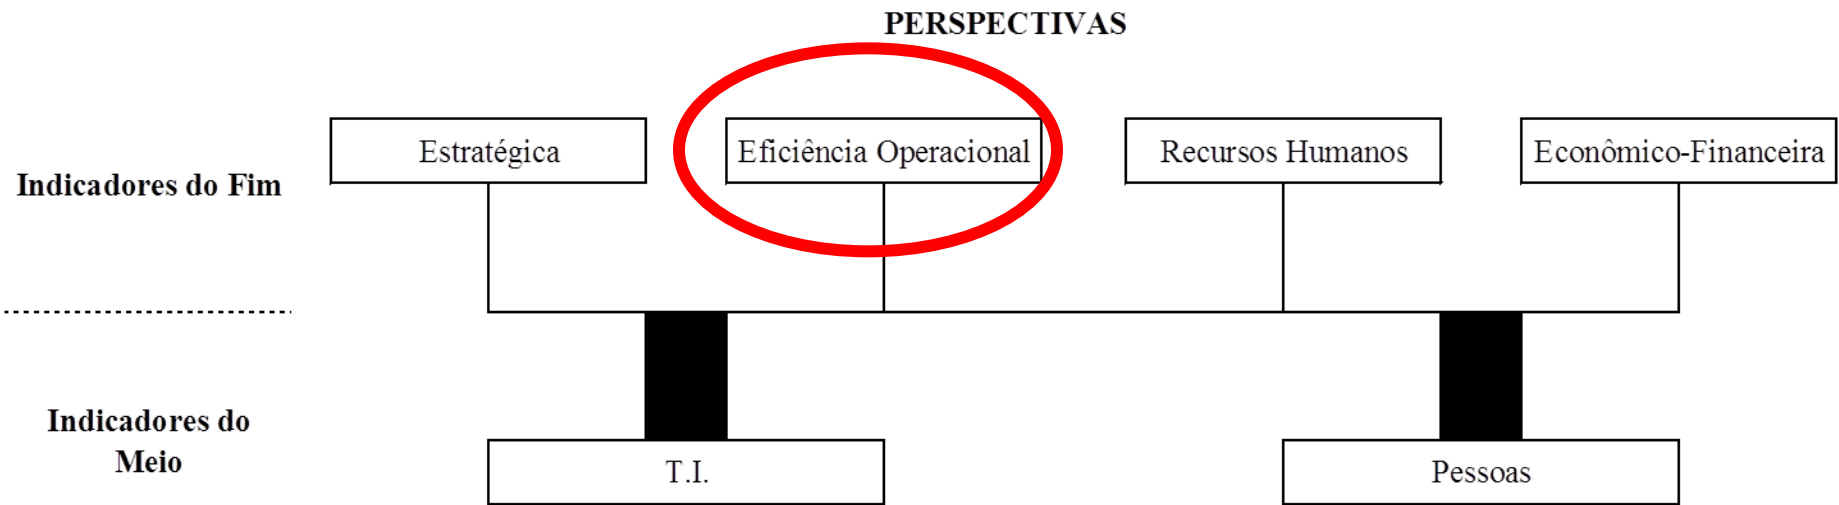 PERSPECTIVAS
Estratégica
Eficiência Operacional
Recursos Humanos
Econômico-Financeira
Indicadores do Fim
Indicadores do
Meio
T.I.
Pessoas